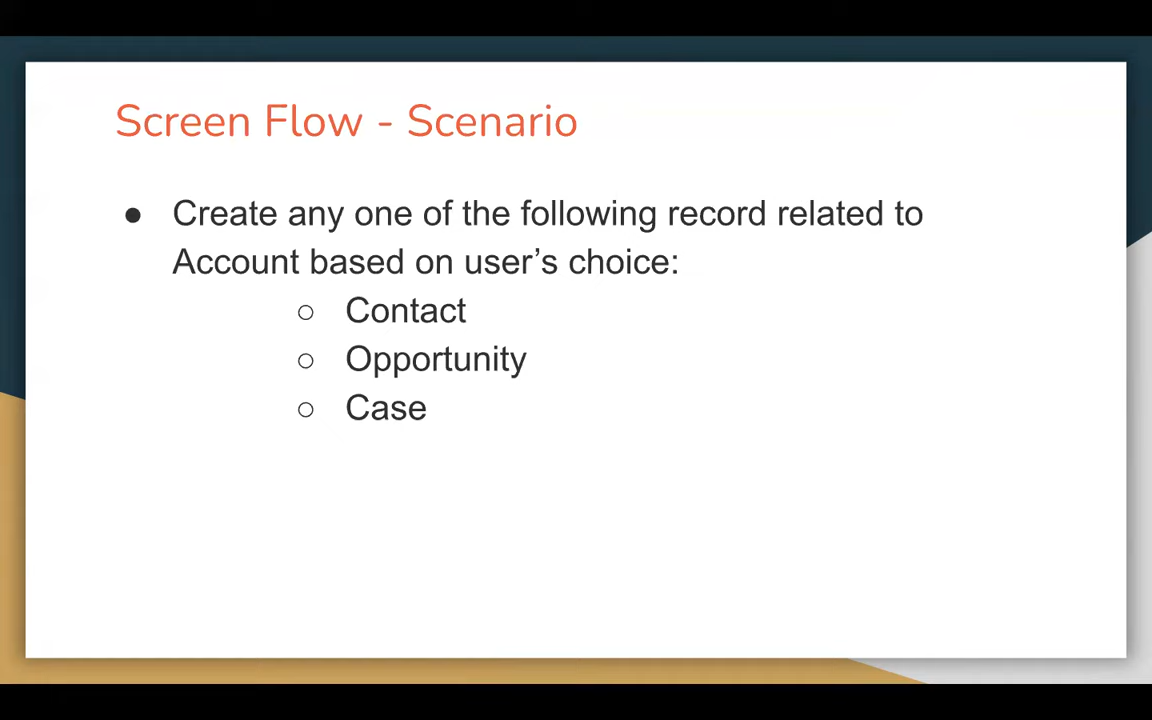 Screen Flow - Scenario
● Create any one of the following record related to
Account based on user’s choice:
○ Contact
○ Opportunity
○ Case